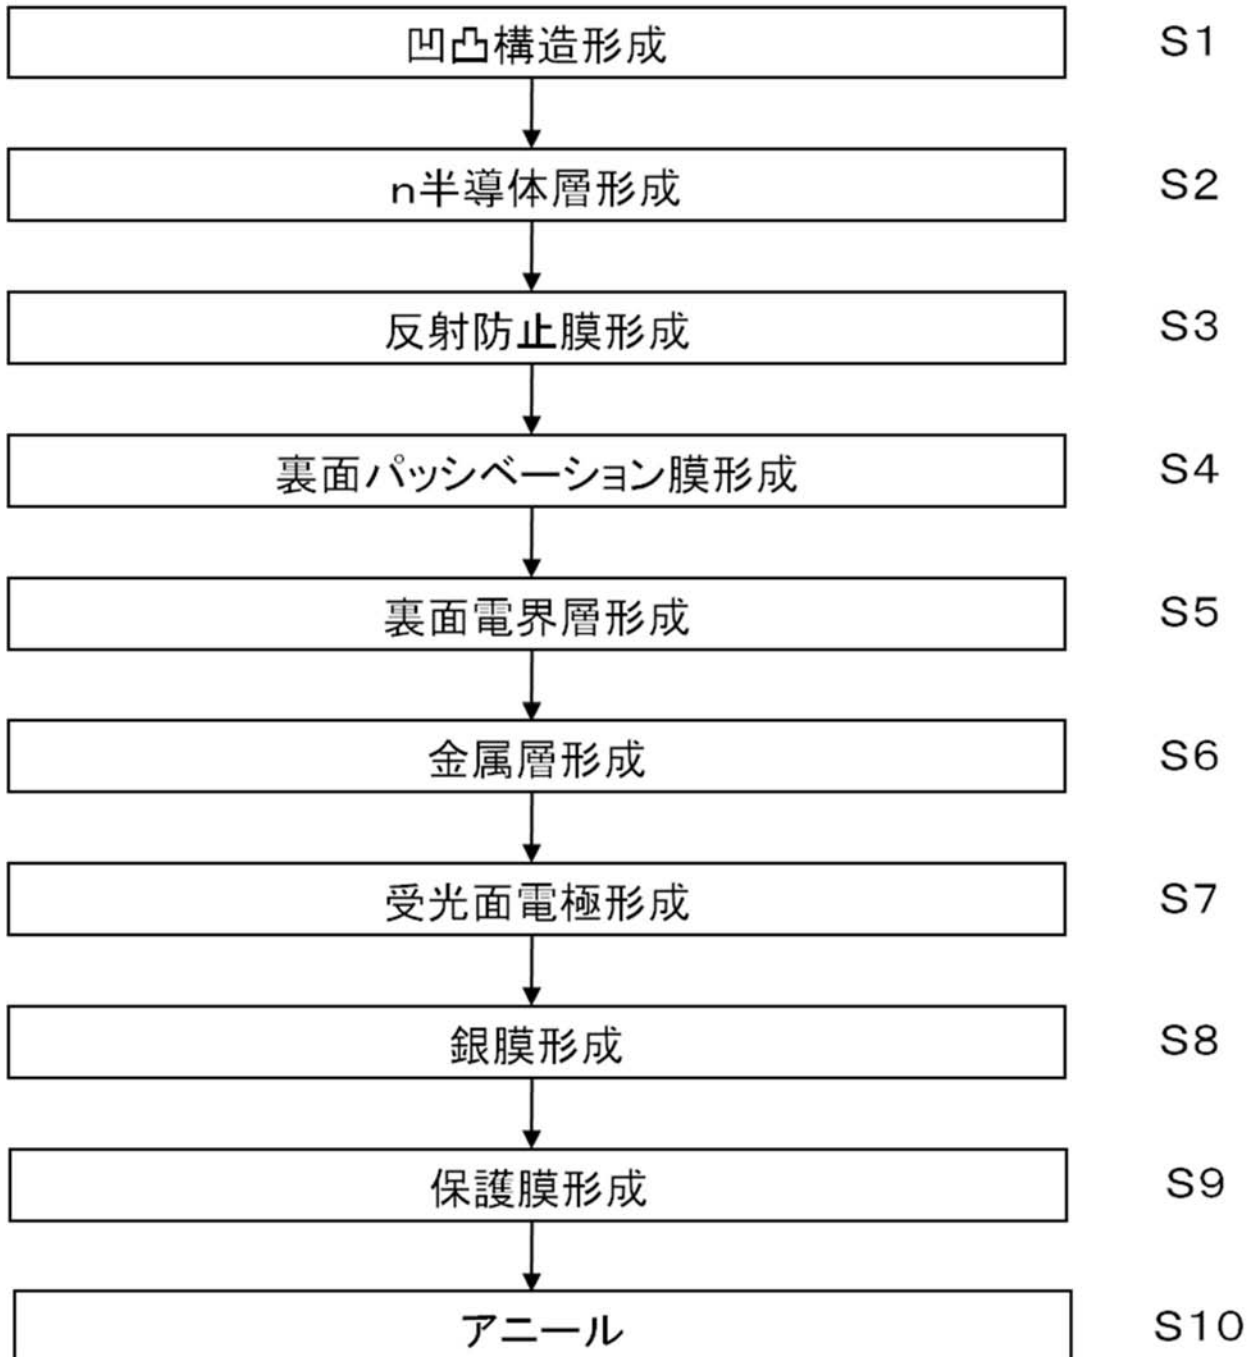 凹凸構造形成 S1
n半導体層形成 S2
反射防止膜形成 S3
裏面パッシベーション膜形成 S4
裏面電界層形成 S5
金属層形成 S6
受光面電極形成 S7
銀膜形成 S8
保護膜形成 S9
アニール S10